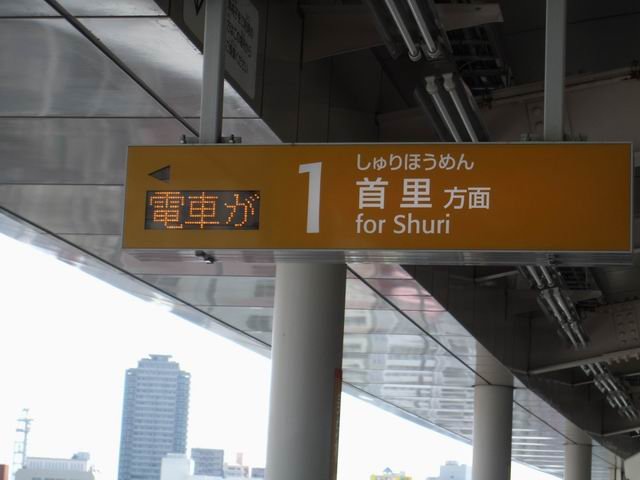 しゅりほうめん
1 首里 方面
for Shuri
電車が